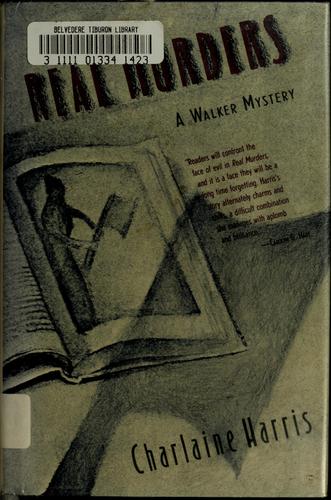 BELVEDERE TIBURON LIBRARY
3 1111 01334 1423
REAL MURDERS
A WALKER MYSTERY
"Readers will confront the
face of evil in Real Murders,
and it is a face they will be a
long time forgetting. Harris's
story alternately charms and
a difficult combination
she manages with aplomb
and brilliance."
Charlaine Harris